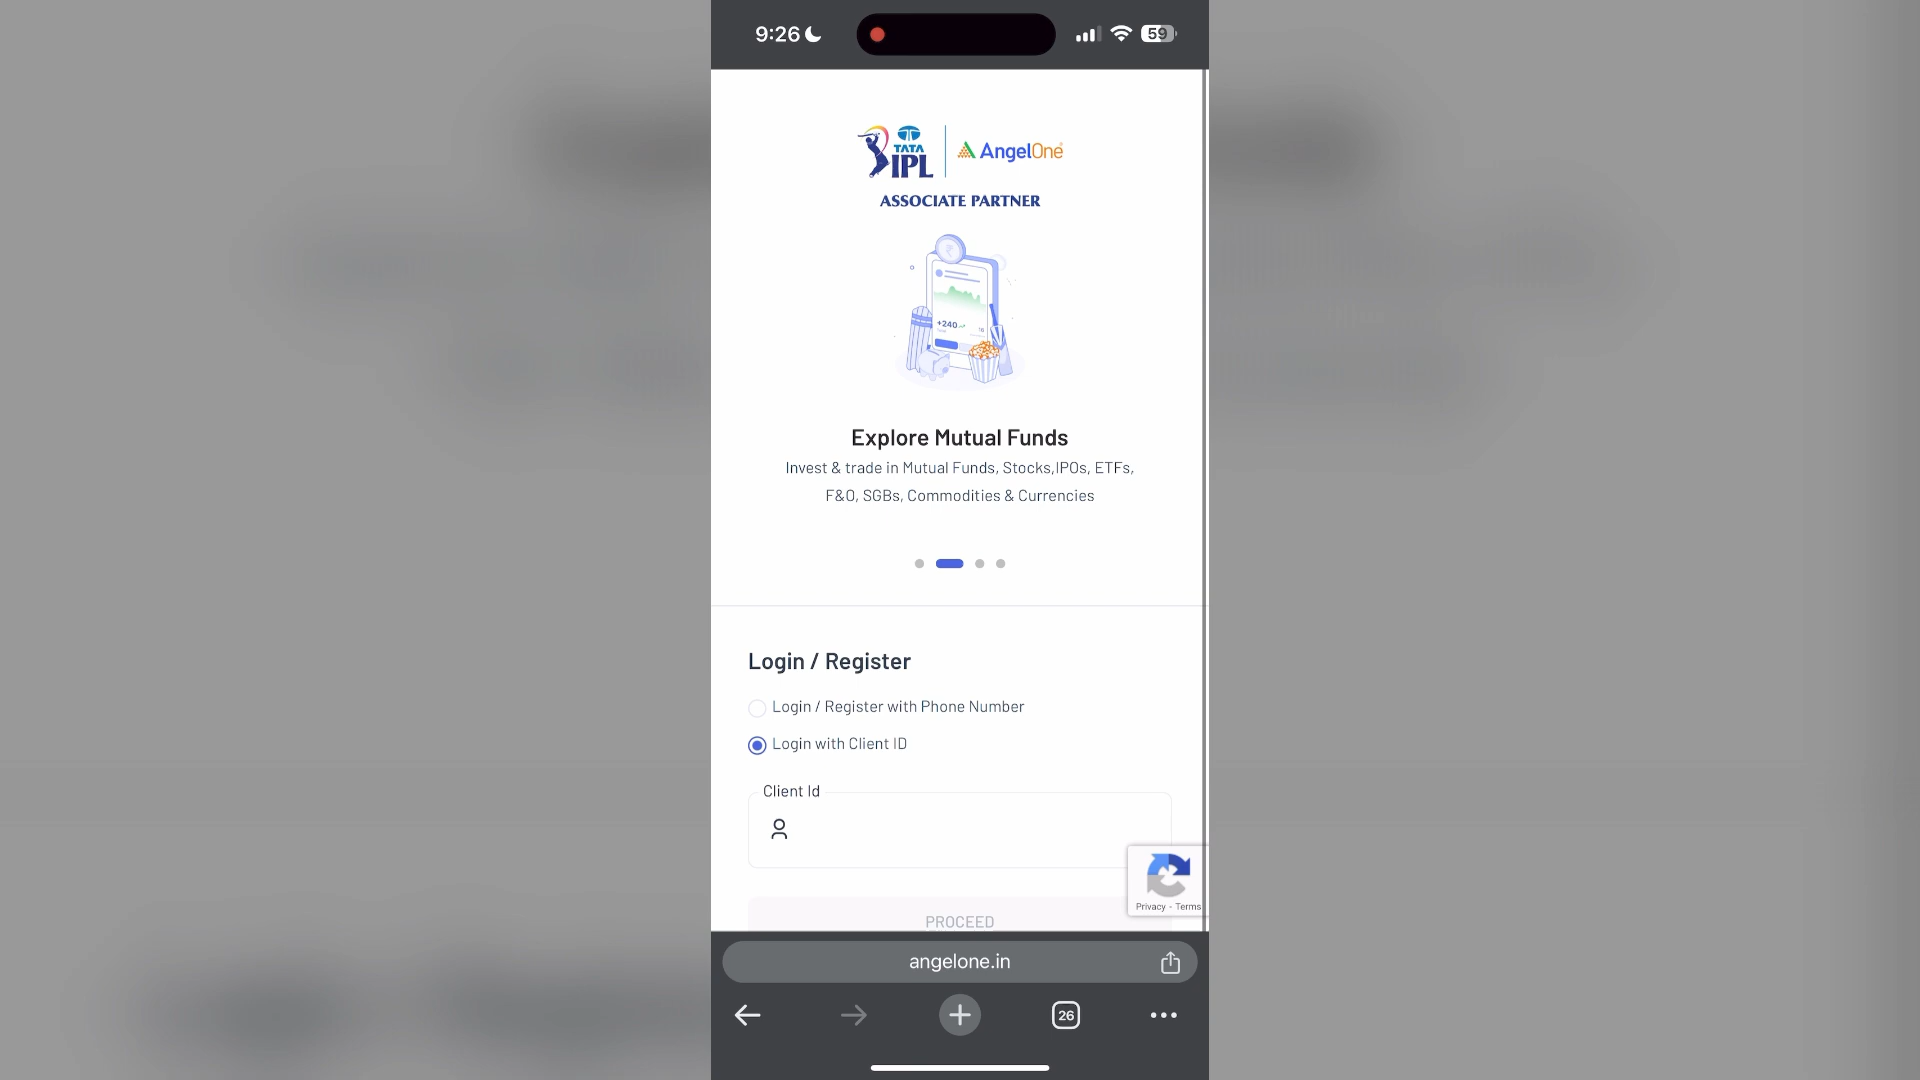 9:26
59
TATA
IPL
AngelOne
ASSOCIATE PARTNER
+240
Explore Mutual Funds
Invest & trade in Mutual Funds, Stocks,IPOs, ETFs,
F&O, SGBs, Commodities & Currencies
Login / Register
Login / Register with Phone Number
Login with Client ID
Client Id
Privacy - Terms
PROCEED
angelone.in
26